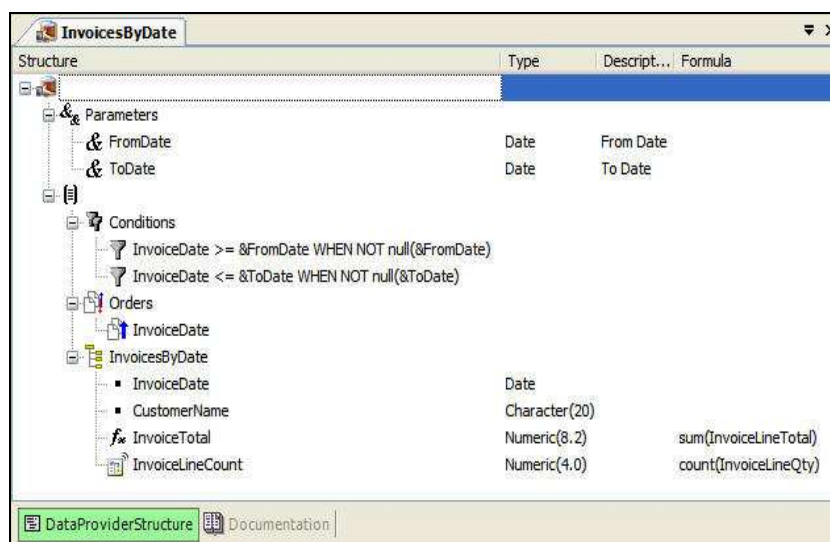 InvoicesByDate
Structure Type Descript... Formula
Parameters
& FromDate Date From Date
& ToDate Date To Date
Conditions
InvoiceDate >= &FromDate WHEN NOT null(&FromDate)
InvoiceDate <= &ToDate WHEN NOT null(&ToDate)
Orders
InvoiceDate
InvoicesByDate
InvoiceDate Date
CustomerName Character(20)
InvoiceTotal Numeric(8.2) sum(InvoiceLineTotal)
InvoiceLineCount Numeric(4.0) count(InvoiceLineQty)
DataProviderStructure Documentation